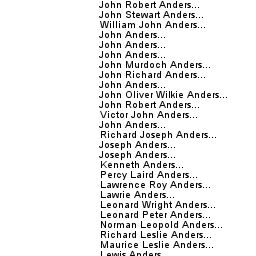 John Robert Anders...
John Stewart Anders...
William John Anders...
John Anders...
John Anders...
John Anders...
John Murdoch Anders...
John Richard Anders...
John Anders...
John Oliver Wilkie Anders...
John Robert Anders...
Victor John Anders...
John Anders...
Richard Joseph Anders...
Joseph Anders...
Joseph Anders...
Kenneth Anders...
Percy Laird Anders...
Lawrence Roy Anders...
Lawrie Anders...
Leonard Wright Anders...
Leonard Peter Anders...
Norman Leopold Anders...
Richard Leslie Anders...
Maurice Leslie Anders...
Lewis Anders...